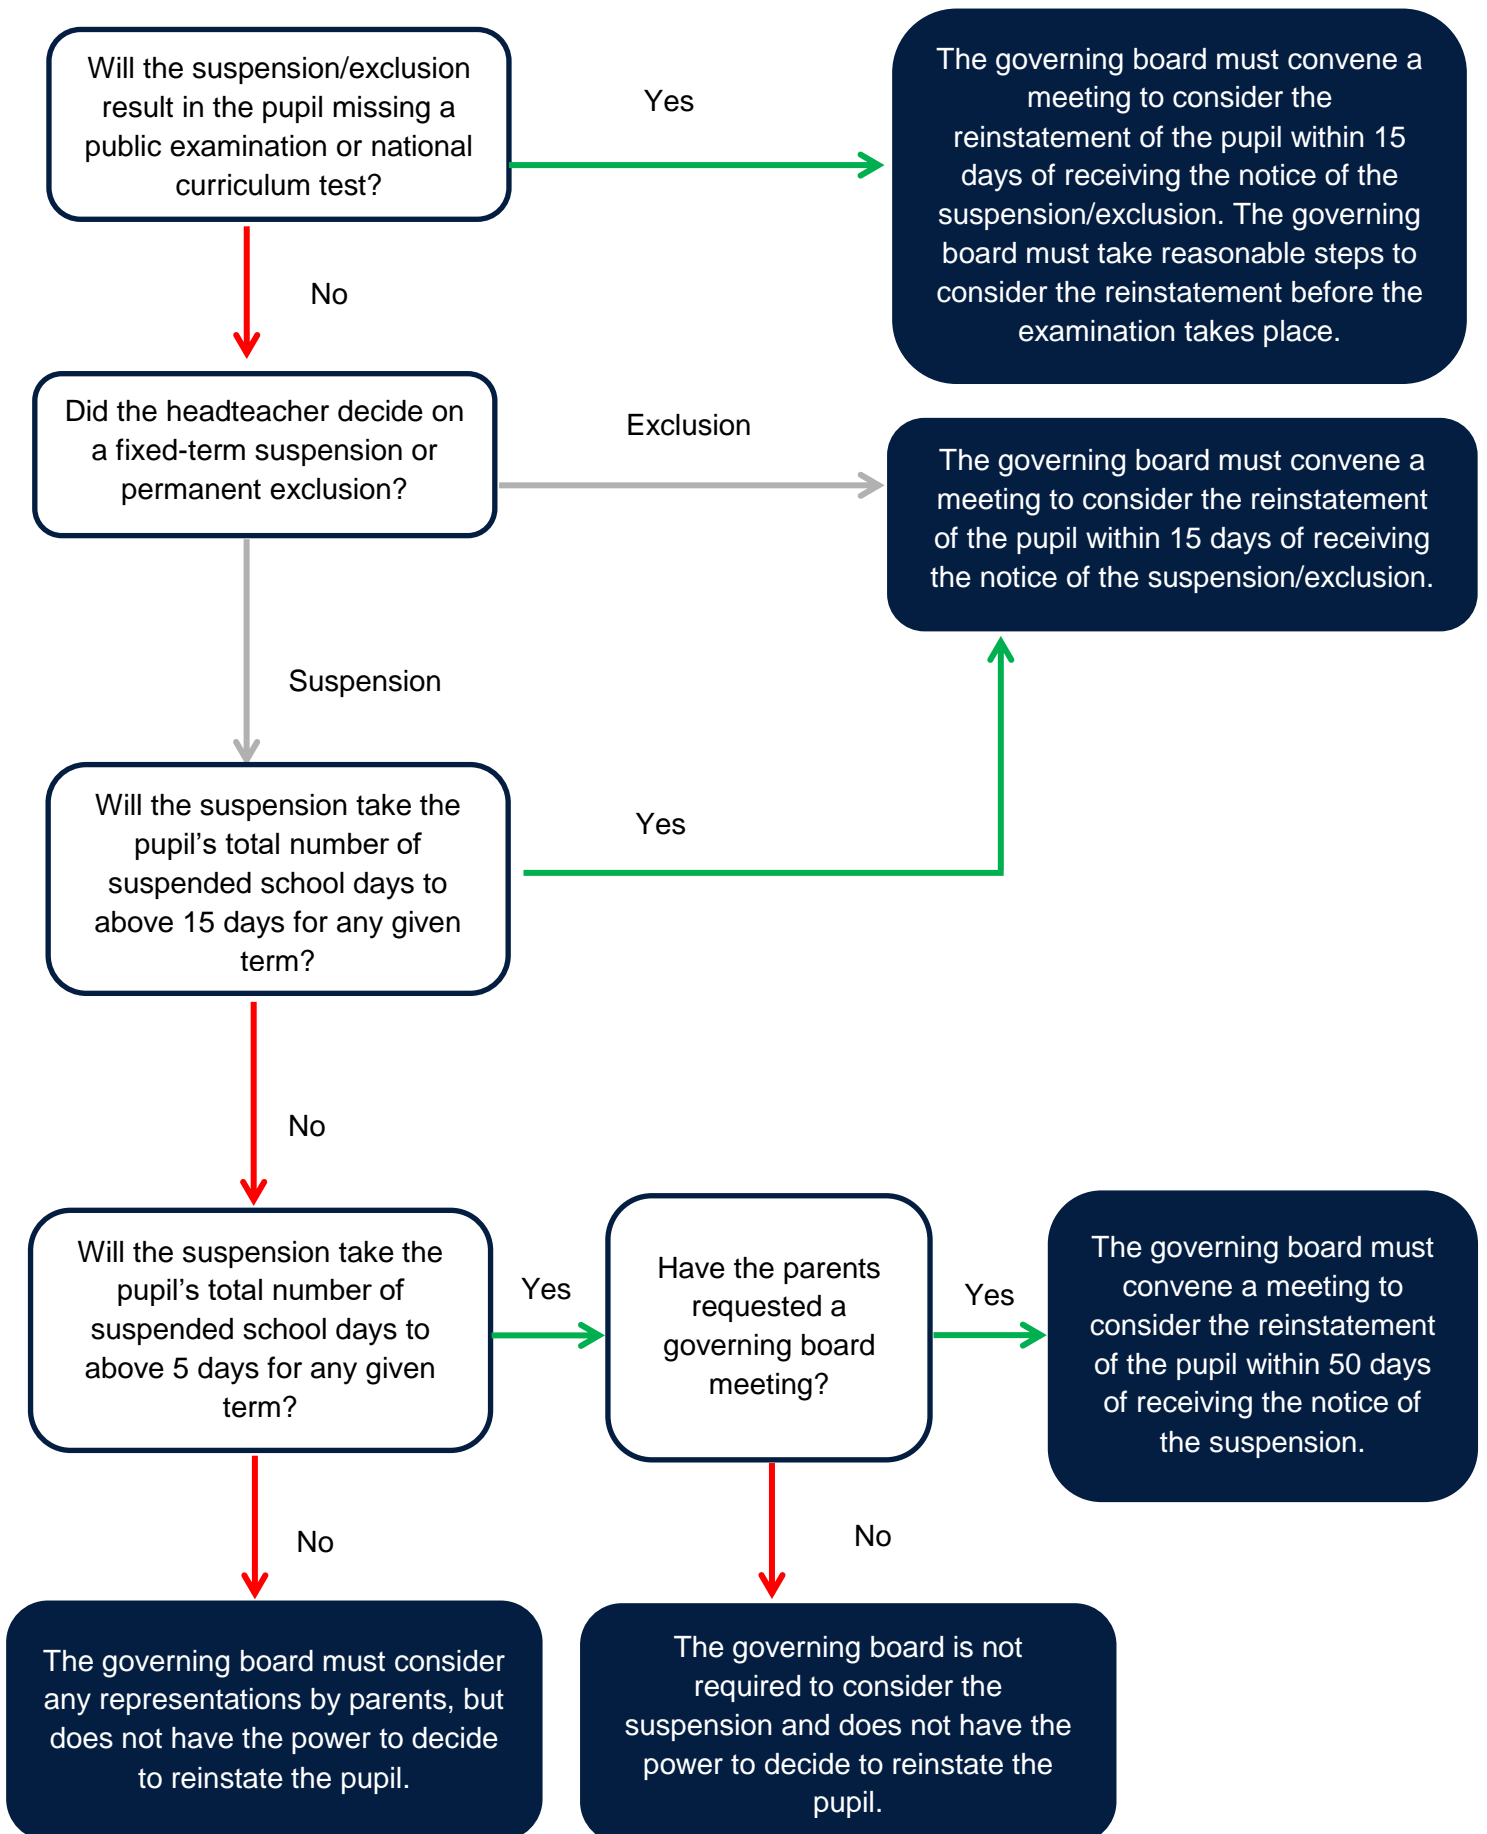 Will the suspension/exclusion
result in the pupil missing a
public examination or national
curriculum test?
Yes
The governing board must convene a
meeting to consider the
reinstatement of the pupil within 15
days of receiving the notice of the
suspension/exclusion. The governing
board must take reasonable steps to
consider the reinstatement before the
examination takes place.
No
Did the headteacher decide on
a fixed-term suspension or
permanent exclusion?
Exclusion
The governing board must convene a
meeting to consider the reinstatement
of the pupil within 15 days of receiving
the notice of the suspension/exclusion.
Suspension
Will the suspension take the
pupil’s total number of
suspended school days to
above 15 days for any given
term?
Yes
No
Will the suspension take the
pupil’s total number of
suspended school days to
above 5 days for any given
term?
Yes
Have the parents
requested a
governing board
meeting?
Yes
The governing board must
convene a meeting to
consider the reinstatement
of the pupil within 50 days
of receiving the notice of
the suspension.
No
No
The governing board must consider
any representations by parents, but
does not have the power to decide
to reinstate the pupil.
The governing board is not
required to consider the
suspension and does not have the
power to decide to reinstate the
pupil.